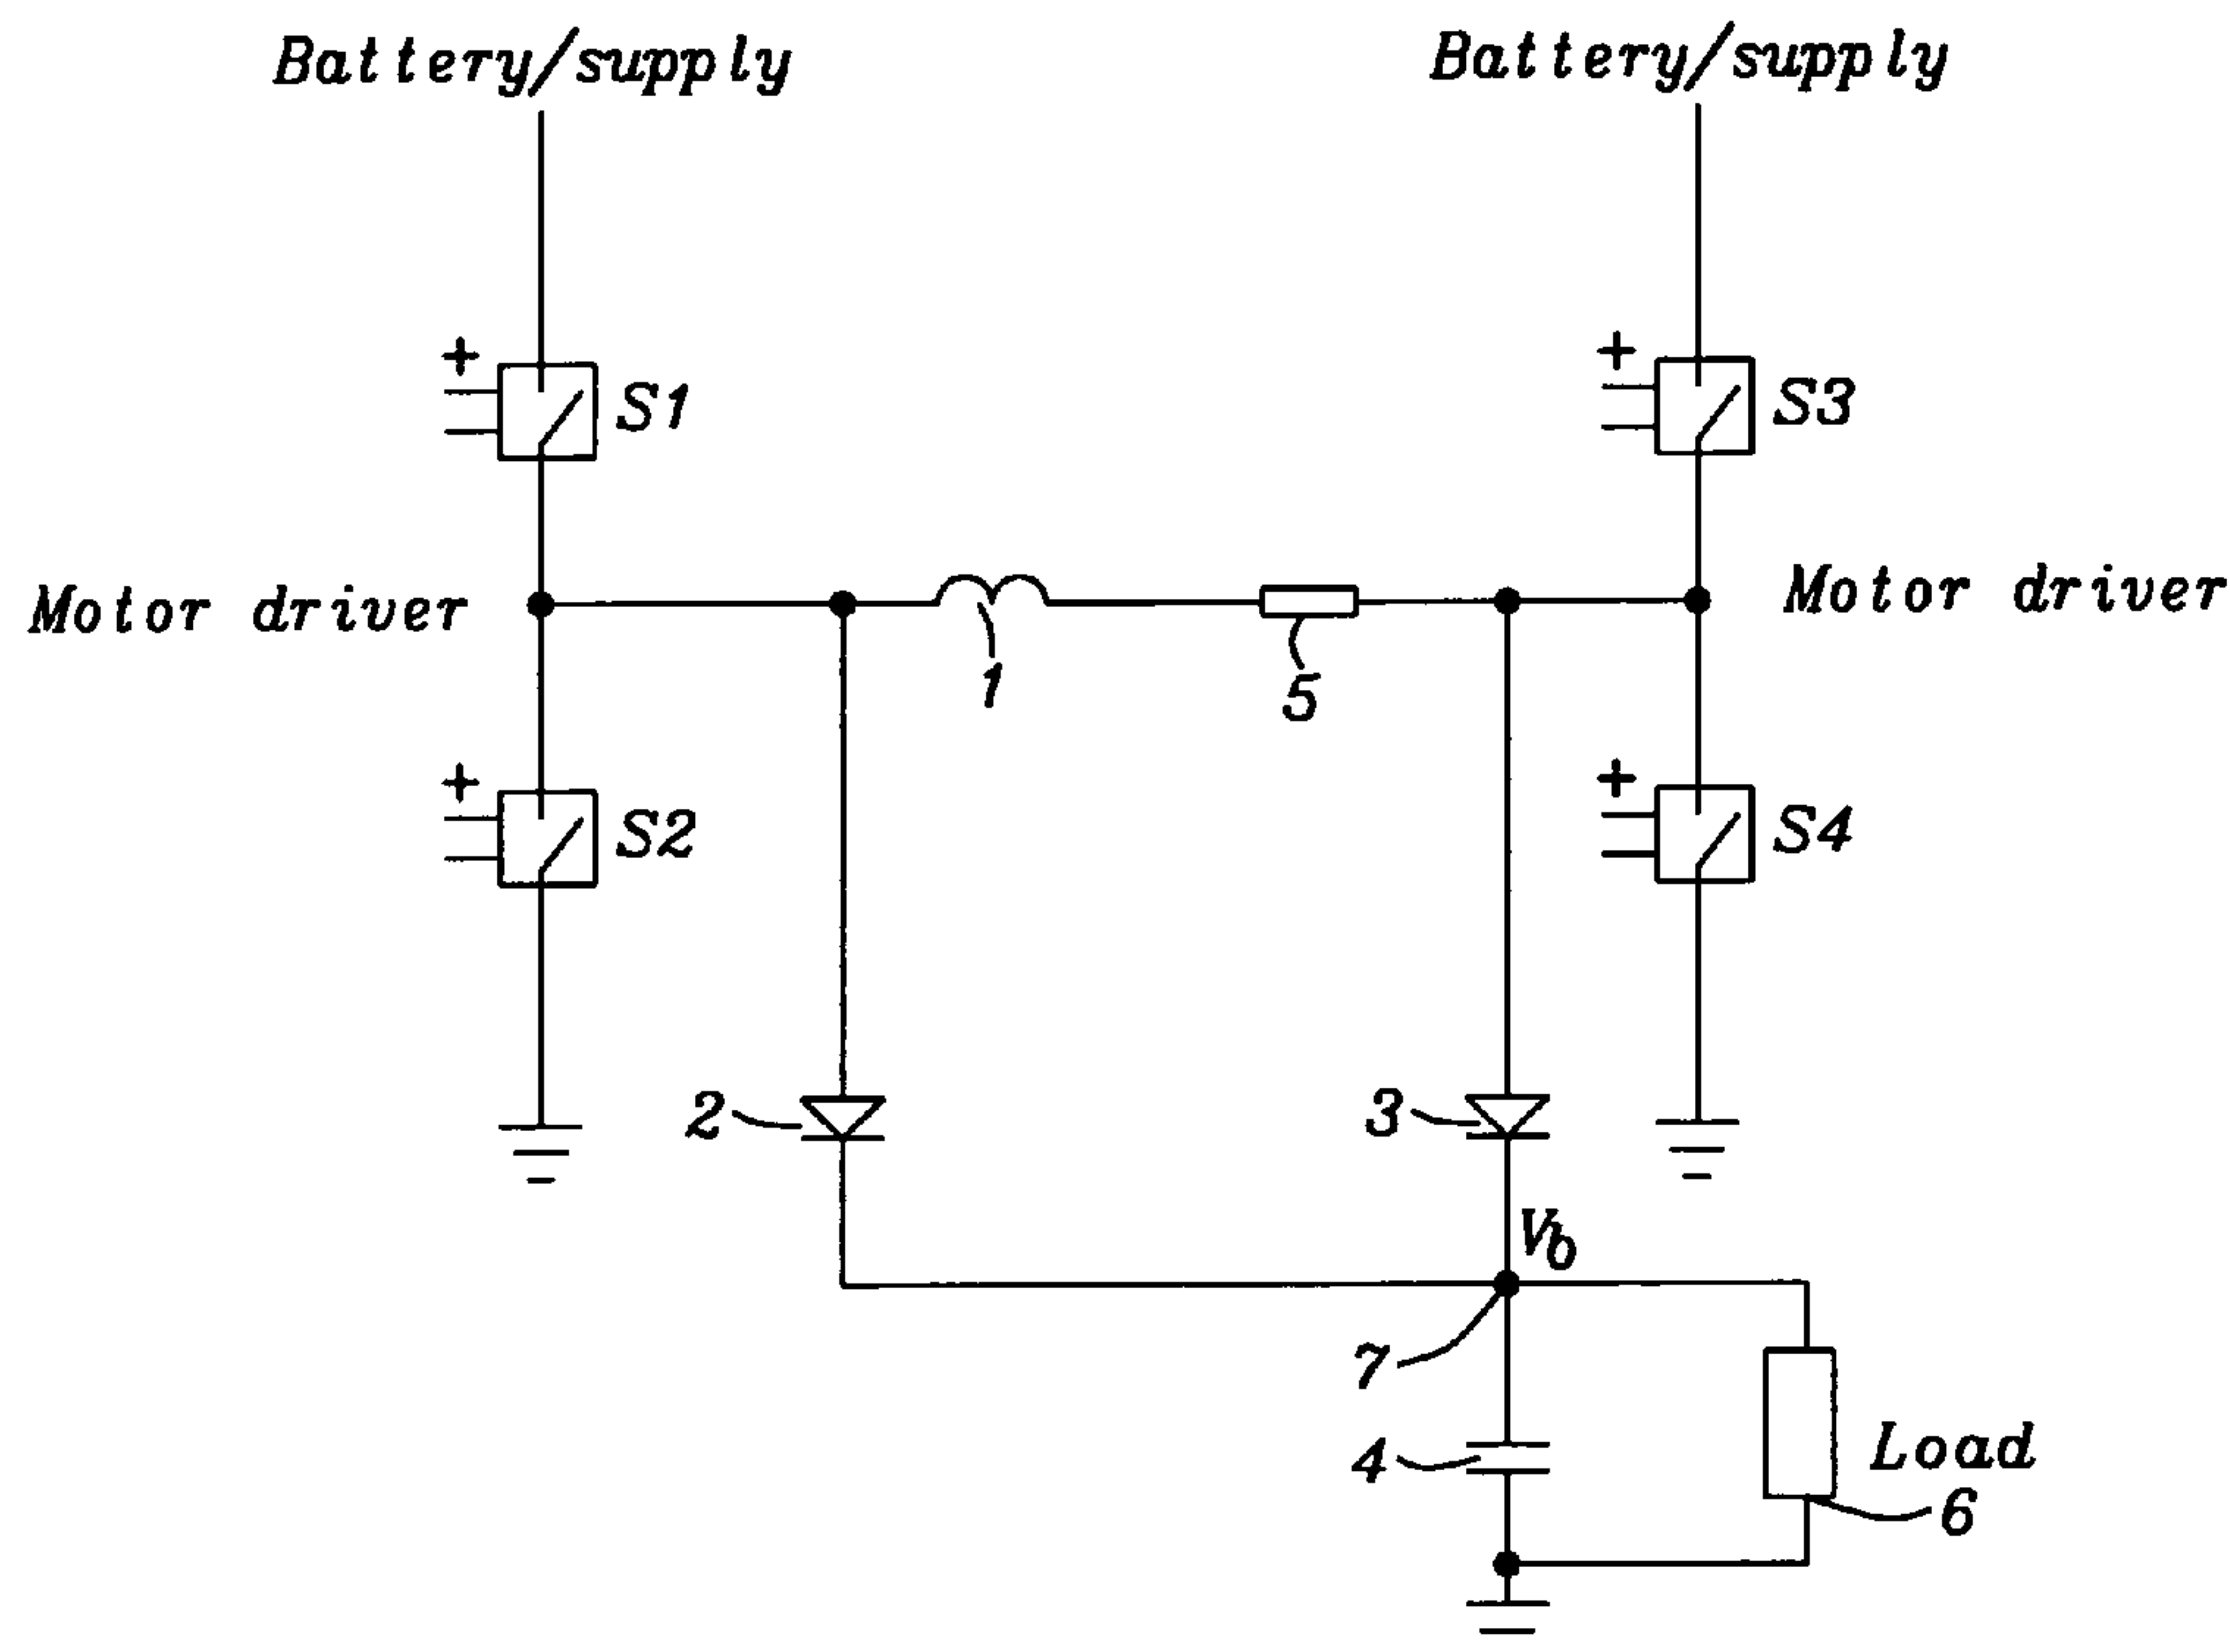 Battery/supply
Battery/supply
+
S1
+
S3
Motor driver
Motor driver
1
5
+
S2
+
S4
2
3
V0
7
4
Load
6